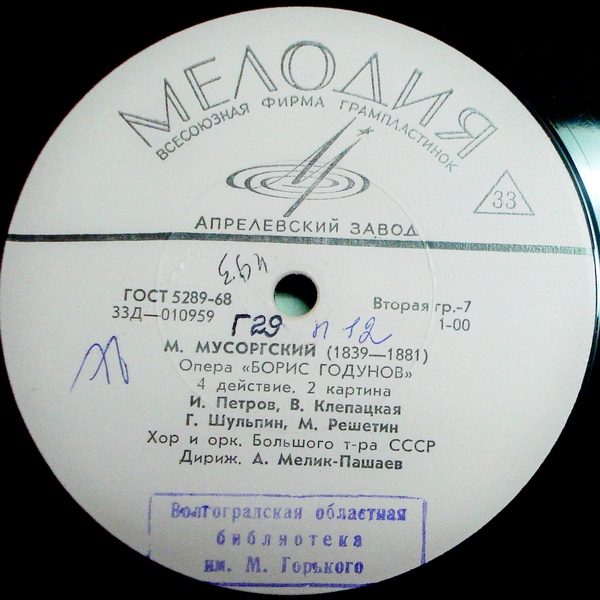 МЕЛОДИЯ
ВСЕСОЮЗНАЯ ФИРМА ГРАМПЛАСТИНОК
33
АПРЕЛЕВСКИЙ ЗАВОД
ГОСТ 5289-68
Вторая гр.-7
33Д—010959
1-00
Г29 п 12
М. МУСОРГСКИЙ (1839—1881)
Опера «БОРИС ГОДУНОВ»
4 действие. 2 картина
И. Петров, В. Клепацкая
Г. Шульпин, М. Решетин
Хор и орк. Большого т-ра СССР
Дириж. А. Мелик-Пашаев
Волгоградская областная
библиотека
им. М. Горького